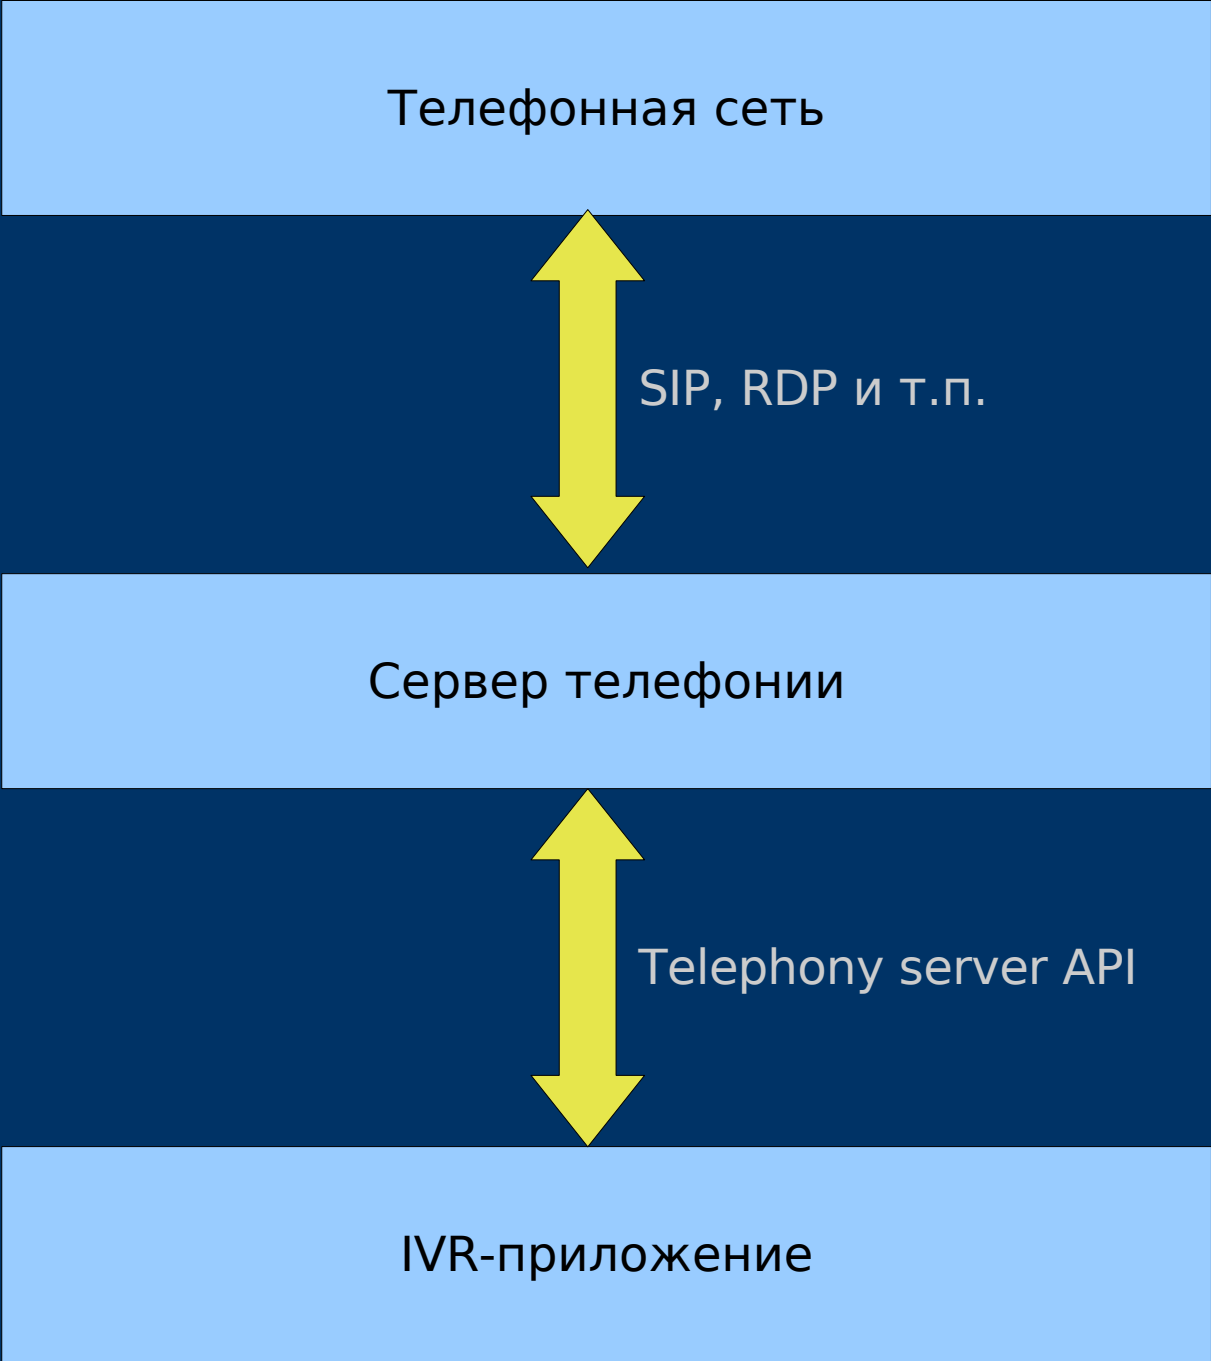 Телефонная сеть
SIP, RDP и т.п.
Сервер телефонии
Telephony server API
IVR-приложение